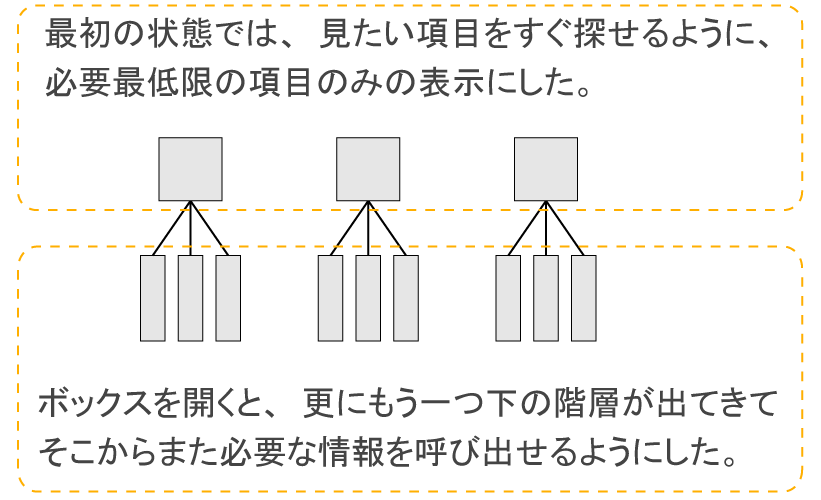 最初の状態では、見たい項目をすぐ探せるように、
必要最低限の項目のみの表示にした。
ボックスを開くと、更にもう一つ下の階層が出てきて
そこからまた必要な情報を呼び出せるようにした。